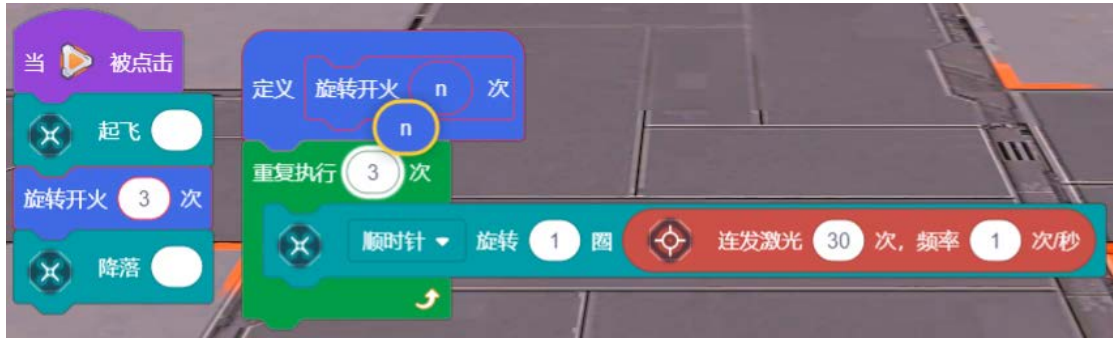 当 被点击
起飞
旋转开火 3 次
降落
定义 旋转开火 n 次
n
重复执行 3 次
顺时针 旋转 1 圈 连发激光 30 次, 频率 1 次/秒